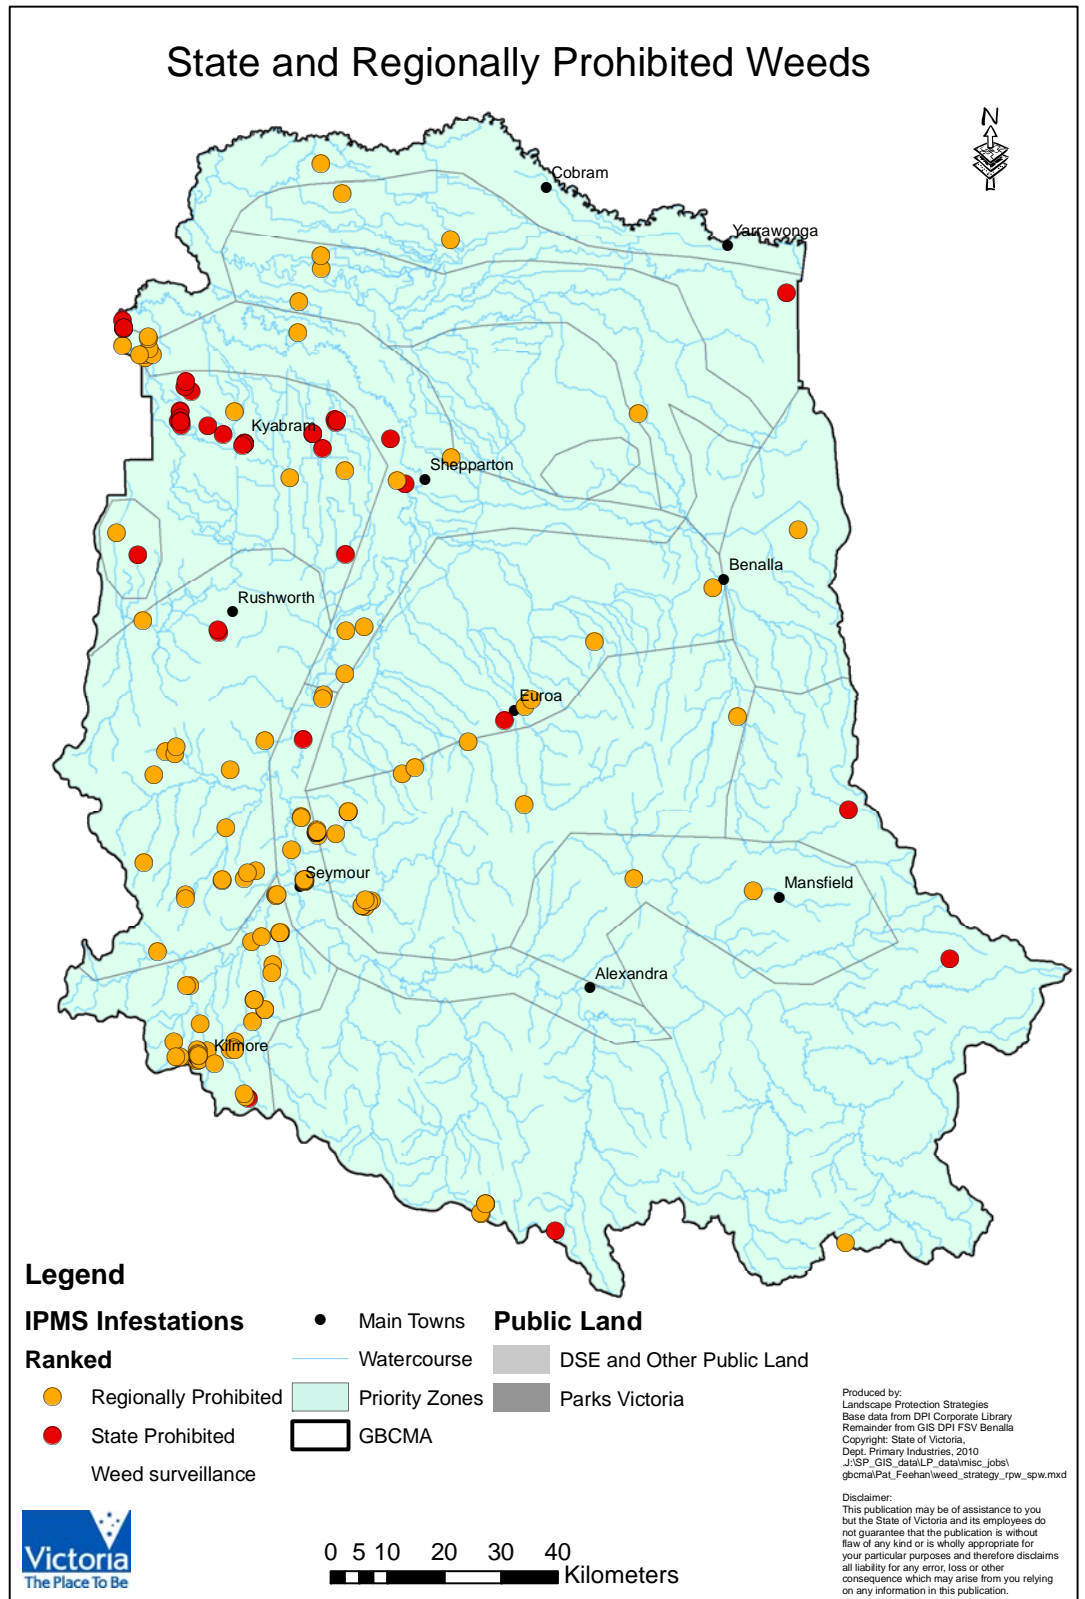 State and Regionally Prohibited Weeds
N
Cobram
Yarrawonga
Kyabram
Shepparton
Benalla
Rushworth
Euroa
Seymour
Mansfield
Alexandra
Kilmore
Legend
IPMS Infestations
Ranked
Regionally Prohibited
State Prohibited
Weed surveillance
Main Towns
Watercourse
Priority Zones
GBCMA
Public Land
DSE and Other Public Land
Parks Victoria
Produced by:
Landscape Protection Strategies
Base data from DPI Corporate Library
Remainder from GIS DPI FSV Benalla
Copyright: State of Victoria,
Dept. Primary Industries, 2010
.J:\SP_GIS_data\LP_data\misc_jobs\
gbcma\Pat_Feehan\weed_strategy_rpw_spw.mxd
Disclaimer:
This publication may be of assistance to you
but the State of Victoria and its employees do
not guarantee that the publication is without
flaw of any kind or is wholly appropriate for
your particular purposes and therefore disclaims
all liability for any error, loss or other
consequence which may arise from you relying
on any information in this publication.
Victoria
The Place To Be
0 5 10 20 30 40
Kilometers